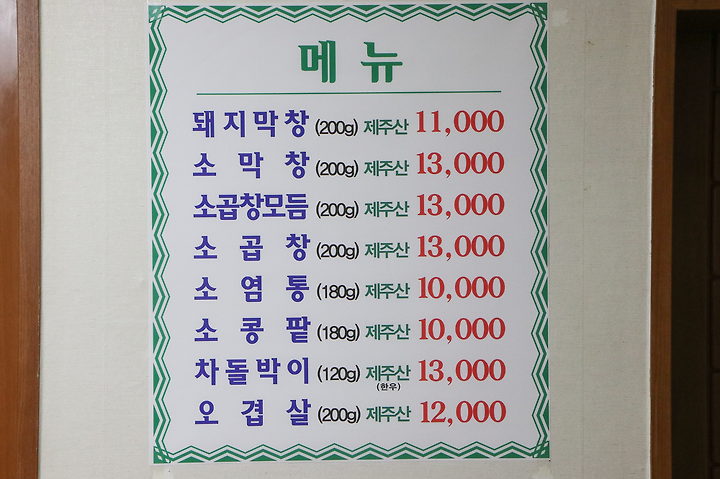 메뉴
돼지막창 (200g) 제주산 11,000
소막창 (200g) 제주산 13,000
소곱창모듬 (200g) 제주산 13,000
소곱창 (200g) 제주산 13,000
소염통 (180g) 제주산 10,000
소콩팥 (180g) 제주산 10,000
차돌박이 (120g) 제주산 13,000
(한우)
오겹살 (200g) 제주산 12,000